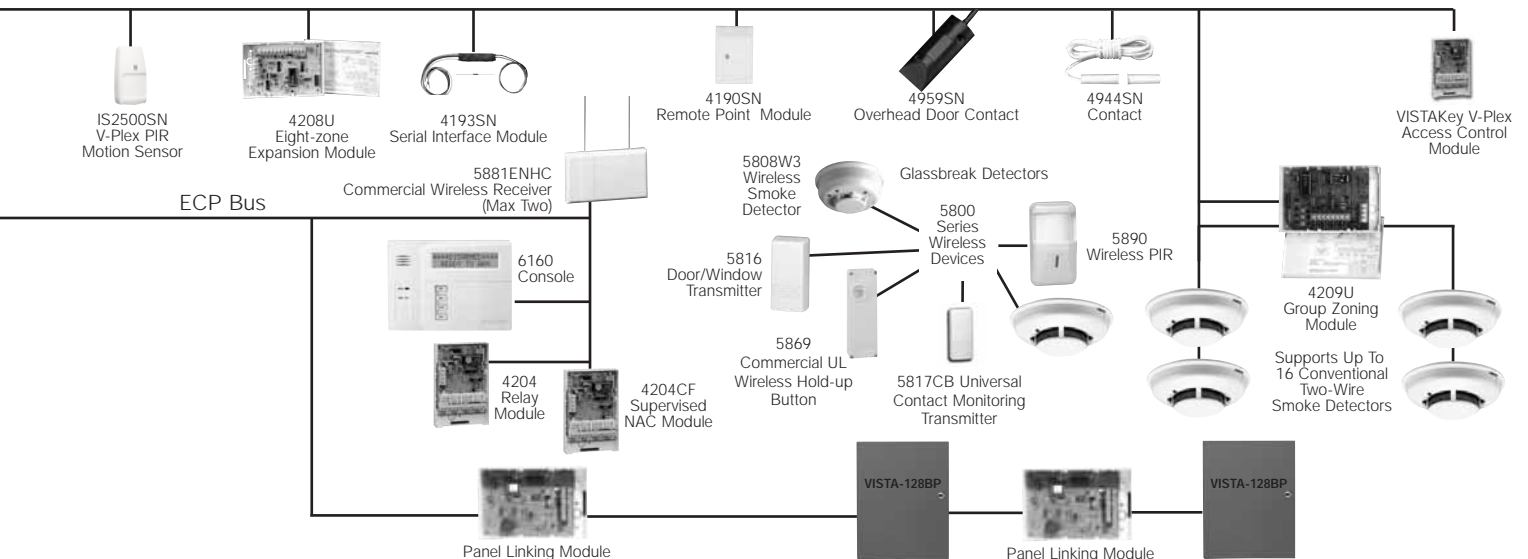 IS2500SN
V-Plex PIR
Motion Sensor
4208U
Eight-zone
Expansion Module
4193SN
Serial Interface Module
4190SN
Remote Point Module
4959SN
Overhead Door Contact
4944SN
Contact
VISTAKey V-Plex
Access Control
Module
5881ENHC
Commercial Wireless Receiver
(Max Two)
ECP Bus
5808W3
Wireless
Smoke
Detector
Glassbreak Detectors
5800
Series
Wireless
Devices
5890
Wireless PIR
6160
Console
5816
Door/Window
Transmitter
4209U
Group Zoning
Module
5869
Commercial UL
Wireless Hold-up
Button
5817CB Universal
Contact Monitoring
Transmitter
Supports Up To
16 Conventional
Two-Wire
Smoke Detectors
4204
Relay
Module
4204CF
Supervised
NAC Module
VISTA-128BP
VISTA-128BP
Panel Linking Module
Panel Linking Module